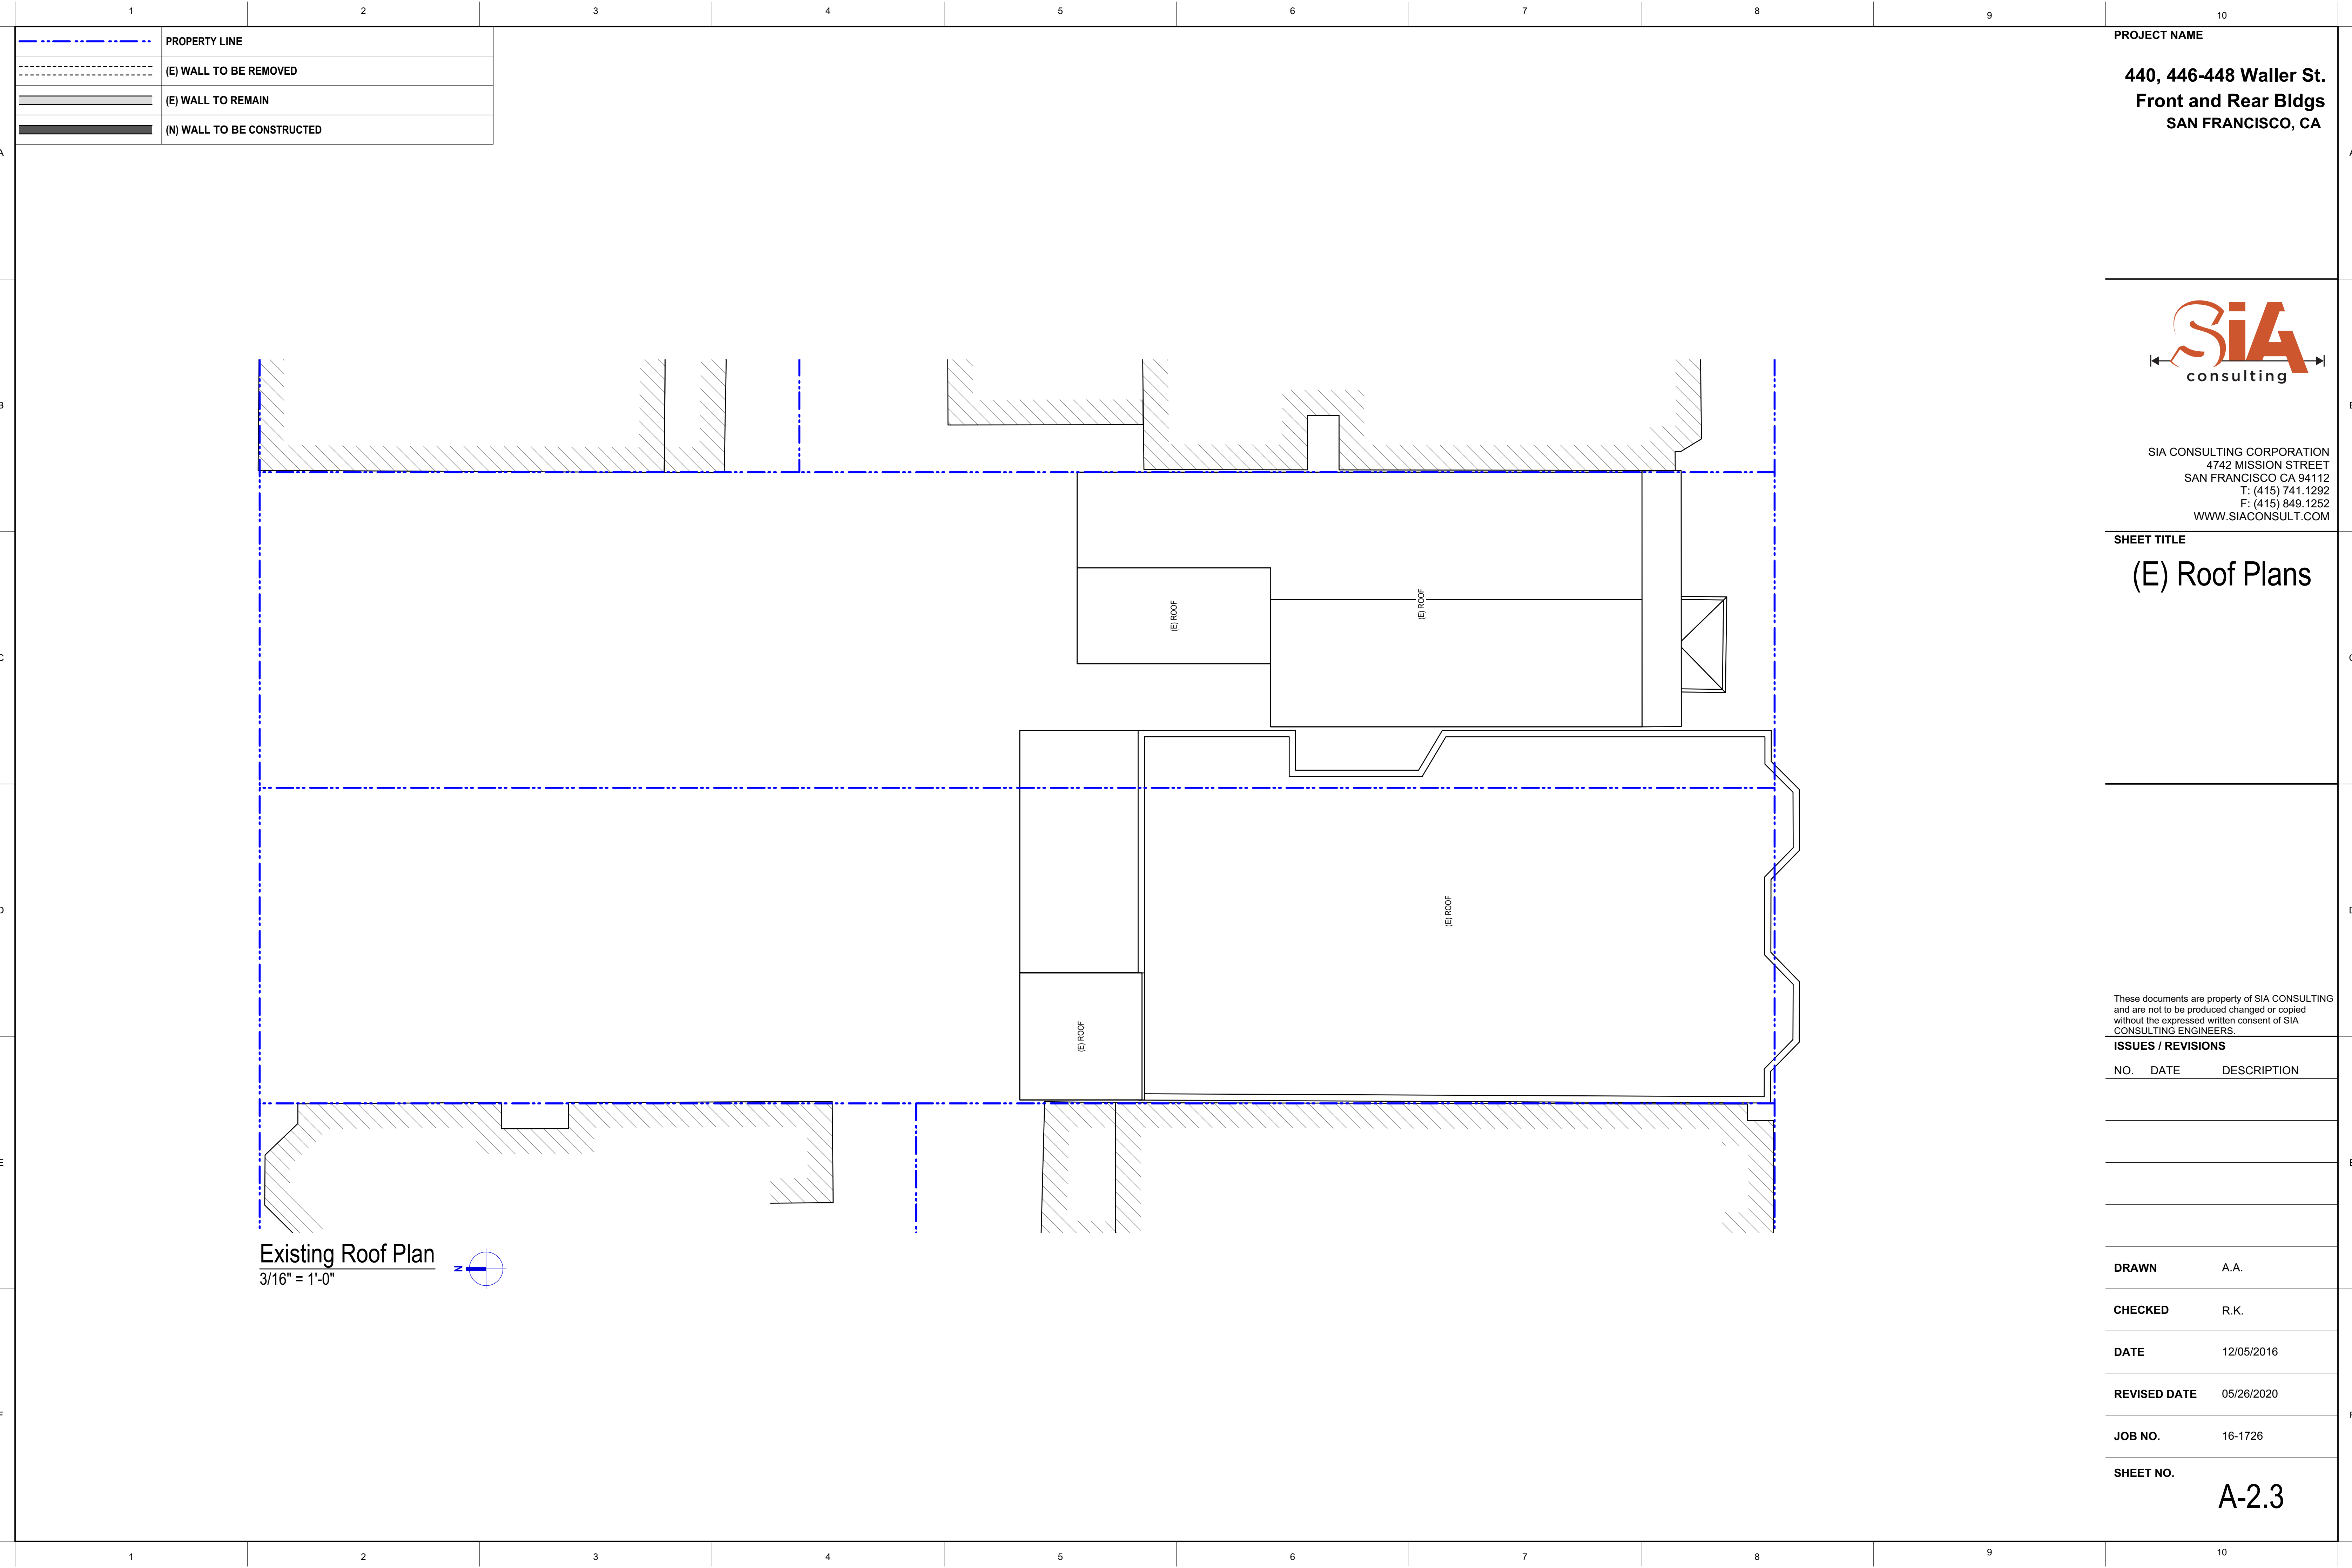 1 2 3 4 5 6 7 8 9 10
PROPERTY LINE
(E) WALL TO BE REMOVED
(E) WALL TO REMAIN
(N) WALL TO BE CONSTRUCTED
A
A
B
B
C
C
D
D
E
E
F
F
(E) ROOF
(E) ROOF
(E) ROOF
(E) ROOF
Existing Roof Plan
3/16" = 1'-0"
N
PROJECT NAME
440, 446-448 Waller St.
Front and Rear Bldgs
SAN FRANCISCO, CA
SiA
consulting
SIA CONSULTING CORPORATION
4742 MISSION STREET
SAN FRANCISCO CA 94112
T: (415) 741.1292
F: (415) 849.1252
WWW.SIACONSULT.COM
SHEET TITLE
(E) Roof Plans
These documents are property of SIA CONSULTING
and are not to be produced changed or copied
without the expressed written consent of SIA
CONSULTING ENGINEERS.
ISSUES / REVISIONS
NO. DATE DESCRIPTION
DRAWN A.A.
CHECKED R.K.
DATE 12/05/2016
REVISED DATE 05/26/2020
JOB NO. 16-1726
SHEET NO.
A-2.3
1 2 3 4 5 6 7 8 9 10